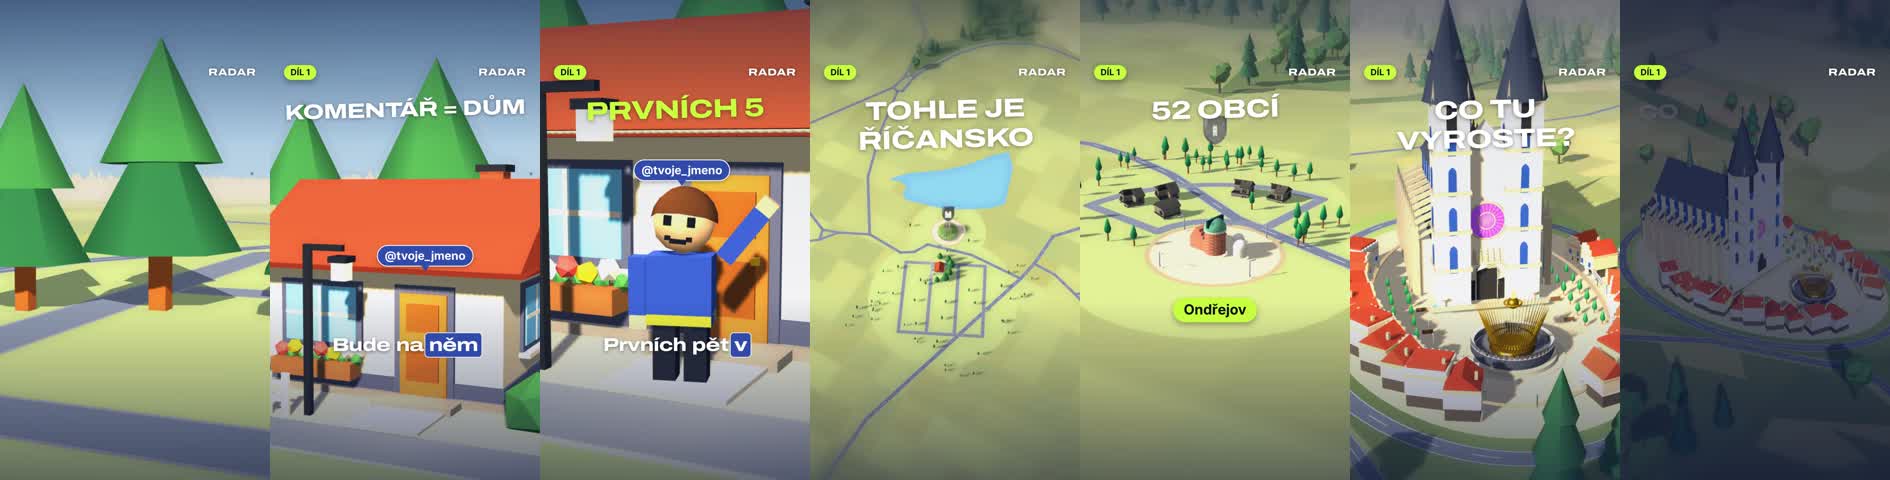 RADAR
DÍL 1
RADAR
KOMENTÁŘ = DŮM
@tvoje_jmeno
Bude na něm
DÍL 1
RADAR
PRVNÍCH 5
@tvoje_jmeno
Prvních pět v
DÍL 1
RADAR
TOHLE JE
ŘÍČANSKO
DÍL 1
RADAR
52 OBCÍ
Ondřejov
DÍL 1
RADAR
CO TU
VYROSTE?
DÍL 1
RADAR
CO